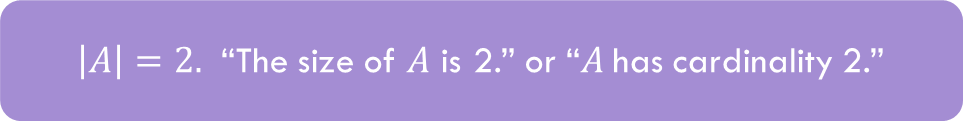 |A| = 2. “The size of A is 2.” or “A has cardinality 2.”